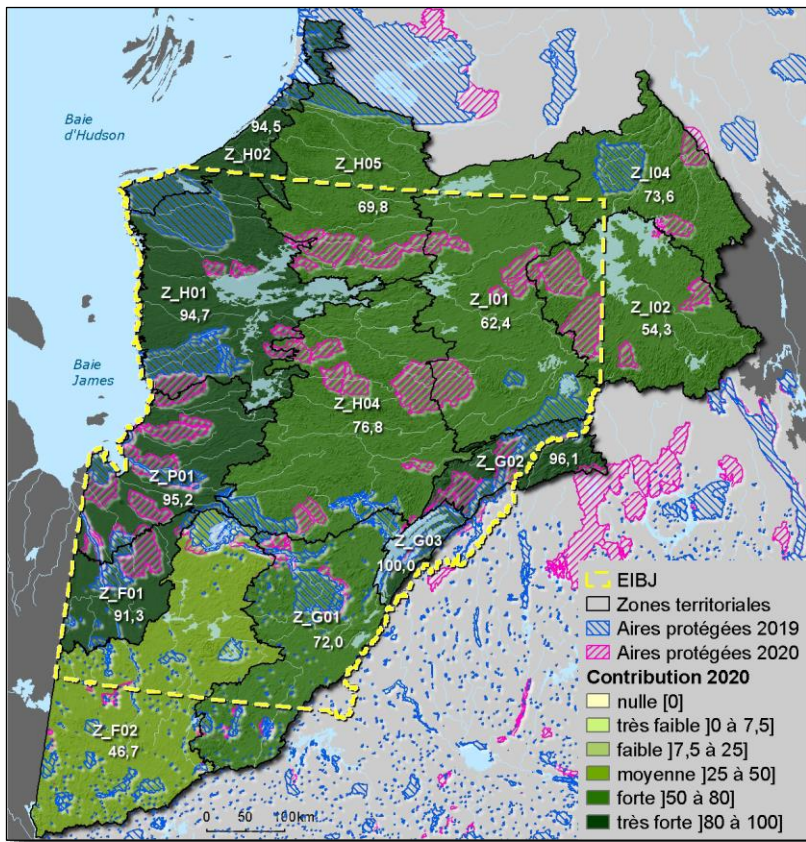 Baie
d'Hudson
94,5
Z_H02
Z_H05
69,8
Z_I04
73,6
Z_H01
94,7
Z_I01
62,4
Z_I02
54,3
Baie
James
Z_H04
76,8
Z_P01
95,2
Z_G02
96,1
Z_G03
100,0
Z_F01
91,3
Z_G01
72,0
Z_F02
46,7
0 50 100km
EIBJ
Zones territoriales
Aires protégées 2019
Aires protégées 2020
Contribution 2020
nulle [0]
très faible ]0 à 7,5]
faible ]7,5 à 25]
moyenne ]25 à 50]
forte ]50 à 80]
très forte ]80 à 100]